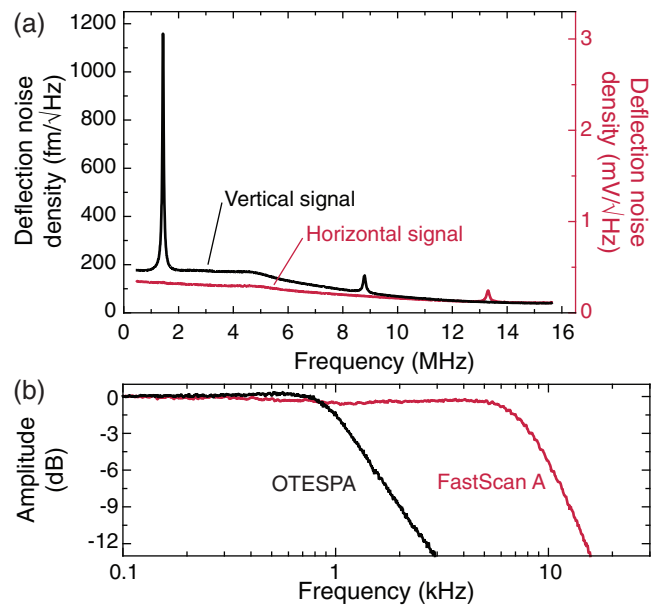 (a)
1200
1000
800
600
400
200
0
Deflection noise
density (fm/√Hz)
3
2
1
0
Deflection noise
density (mV/√Hz)
Vertical signal
Horizontal signal
0 2 4 6 8 10 12 14 16
Frequency (MHz)
(b)
0
-3
-6
-9
-12
Amplitude
(dB)
OTESPA
FastScan A
0.1 1 10
Frequency (kHz)